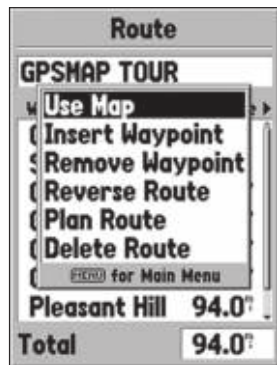 Route
GPSMAP TOUR
Use Map
Insert Waypoint
Remove Waypoint
Reverse Route
Plan Route
Delete Route
MENU for Main Menu
Pleasant Hill 94.0
Total 94.0